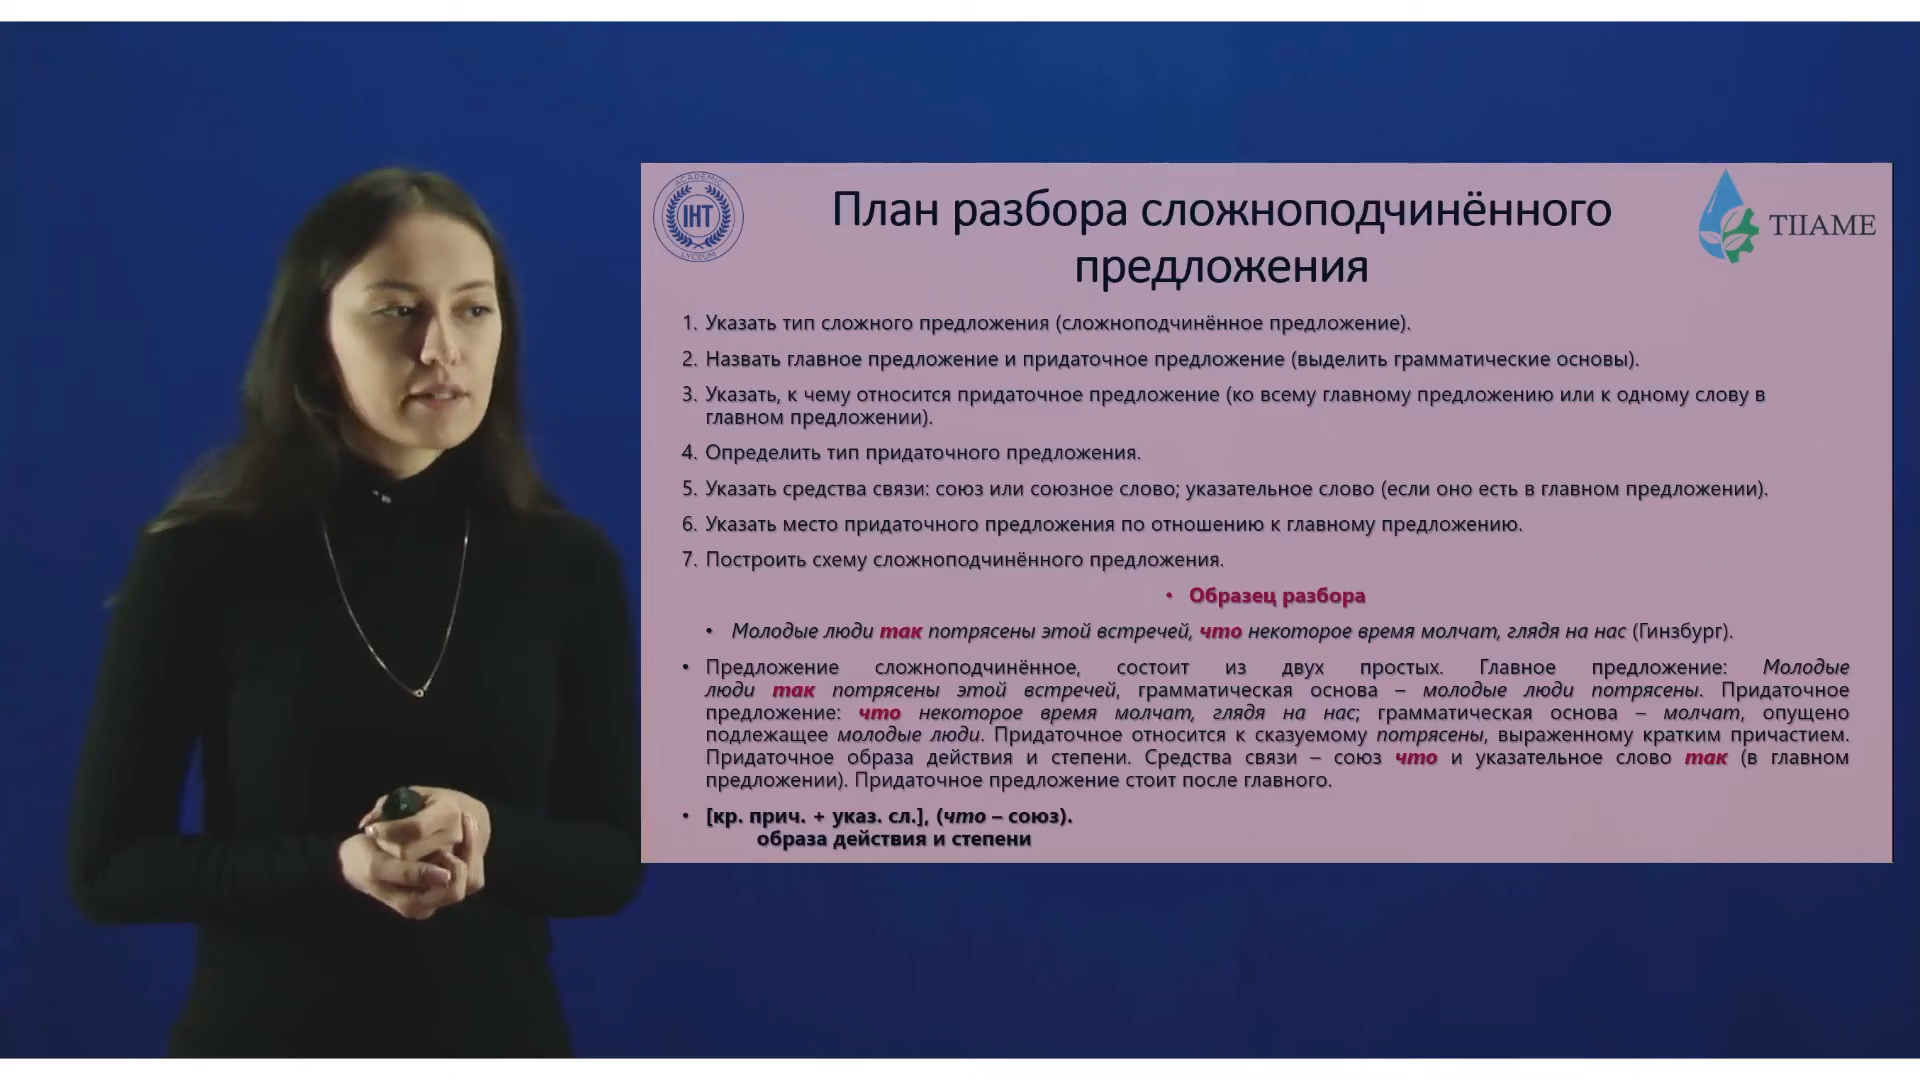 ACADEMIC
IHT
LYCEUM
План разбора сложноподчинённого
предложения
TIIAME
1. Указать тип сложного предложения (сложноподчинённое предложение).
2. Назвать главное предложение и придаточное предложение (выделить грамматические основы).
3. Указать, к чему относится придаточное предложение (ко всему главному предложению или к одному слову в
главном предложении).
4. Определить тип придаточного предложения.
5. Указать средства связи: союз или союзное слово; указательное слово (если оно есть в главном предложении).
6. Указать место придаточного предложения по отношению к главному предложению.
7. Построить схему сложноподчинённого предложения.
• Образец разбора
• Молодые люди так потрясены этой встречей, что некоторое время молчат, глядя на нас (Гинзбург).
• Предложение сложноподчинённое, состоит из двух простых. Главное предложение: Молодые
люди так потрясены этой встречей, грамматическая основа – молодые люди потрясены. Придаточное
предложение: что некоторое время молчат, глядя на нас; грамматическая основа – молчат, опущено
подлежащее молодые люди. Придаточное относится к сказуемому потрясены, выраженному кратким причастием.
Придаточное образа действия и степени. Средства связи – союз что и указательное слово так (в главном
предложении). Придаточное предложение стоит после главного.
• [кр. прич. + указ. сл.], (что – союз).
образа действия и степени